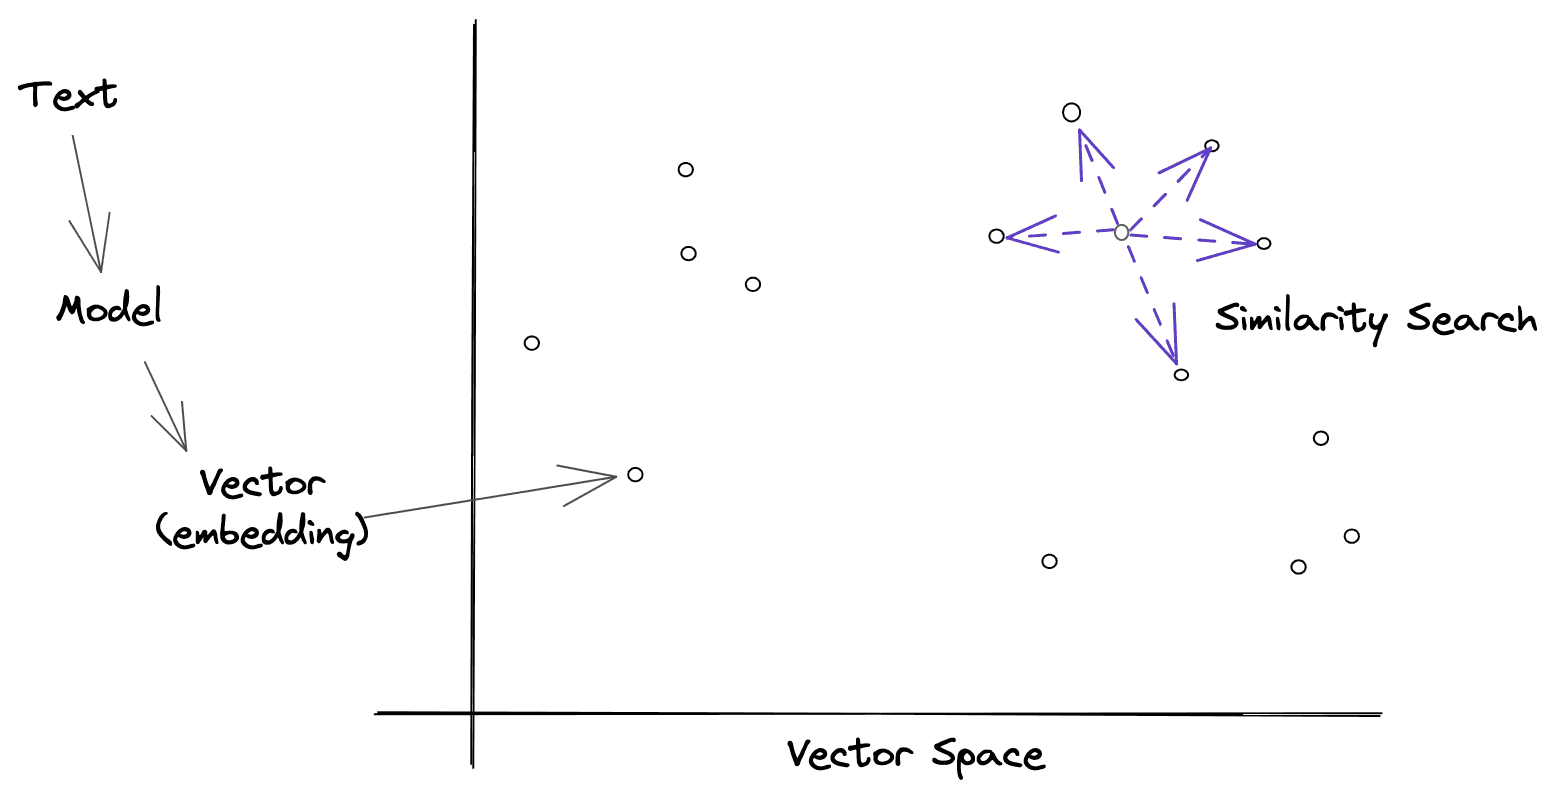 Text
Model
Vector
(embedding)
Similarity Search
Vector Space